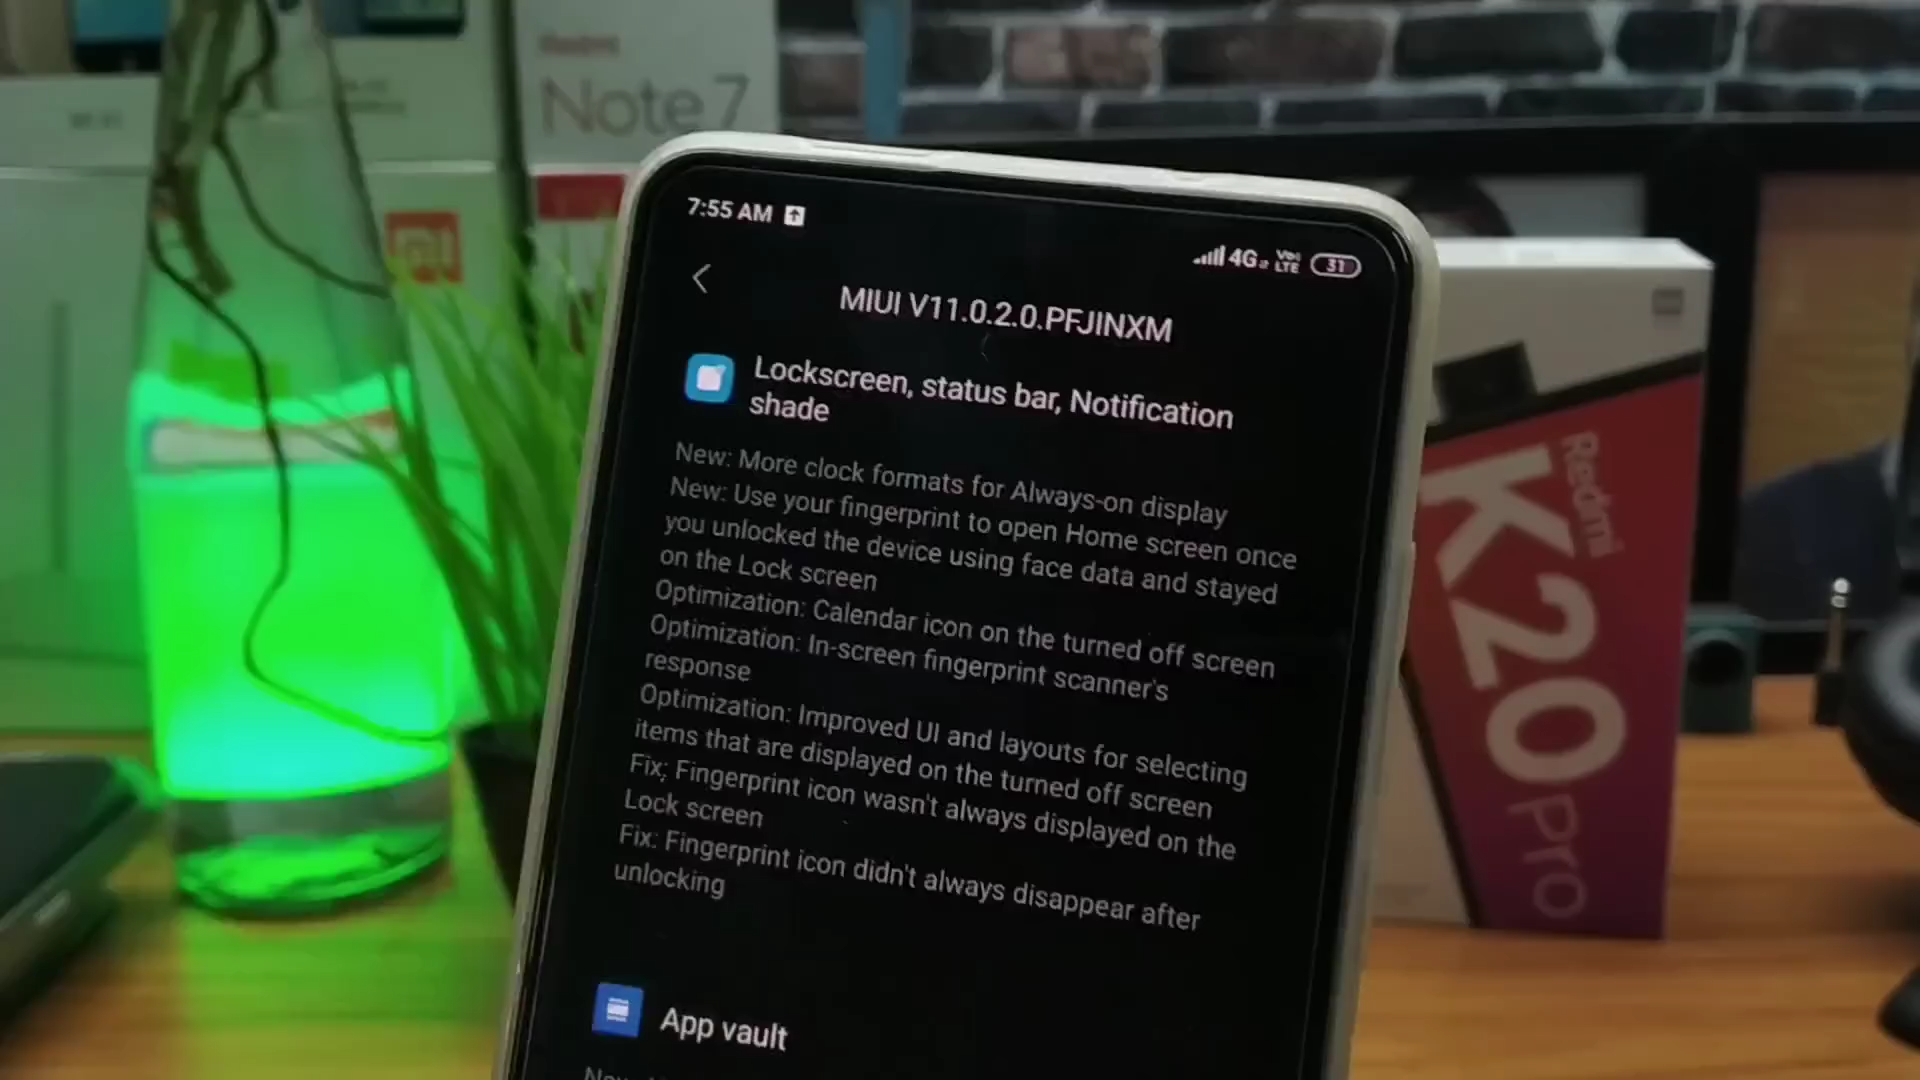 Redmi
Note 7
7:55 AM
4G
Vo
LTE
31
MIUI V11.0.2.0.PFJINXM
Lockscreen, status bar, Notification
shade
New: More clock formats for Always-on display
New: Use your fingerprint to open Home screen once
you unlocked the device using face data and stayed
on the Lock screen
Optimization: Calendar icon on the turned off screen
Optimization: In-screen fingerprint scanner's
response
Optimization: Improved UI and layouts for selecting
items that are displayed on the turned off screen
Fix: Fingerprint icon wasn't always displayed on the
Lock screen
Fix: Fingerprint icon didn't always disappear after
unlocking
App vault
Redmi
K20 Pro